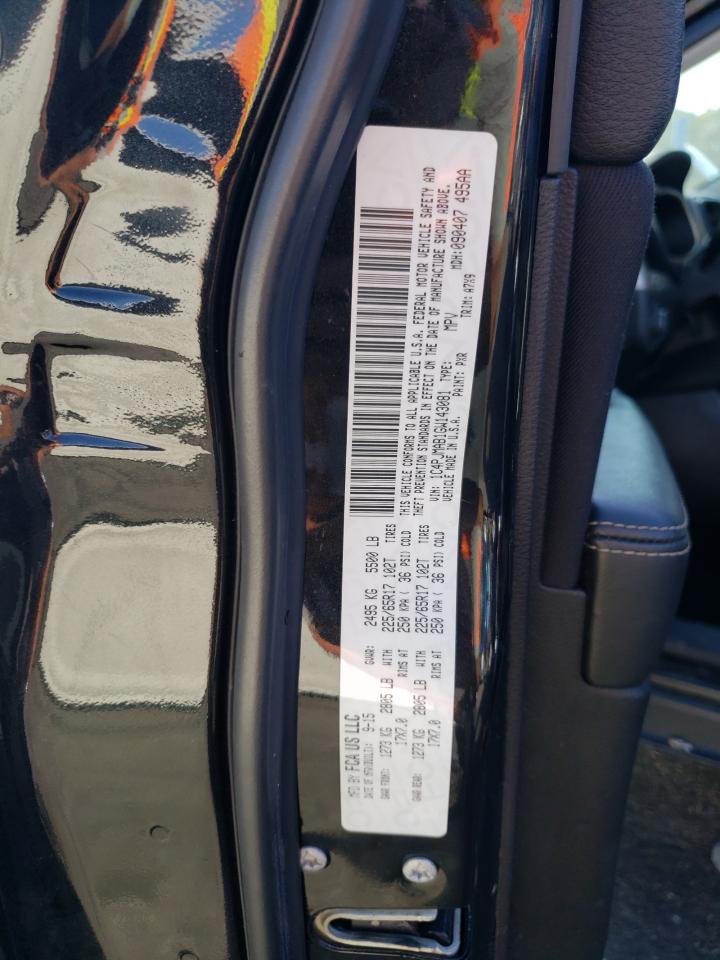 MFD BY FCA US LLC
DATE OF MFR(BUILT): 9-15 GVWR: 2495 KG 5500 LB
GAWR FRONT: 1273 KG 2805 LB WITH 225/65R17 102T TIRES
17X7.0 RIMS AT 250 KPA ( 36 PSI) COLD
GAWR REAR: 1273 KG 2805 LB WITH 225/65R17 102T TIRES
17X7.0 RIMS AT 250 KPA ( 36 PSI) COLD
THIS VEHICLE CONFORMS TO ALL APPLICABLE U.S.A. FEDERAL MOTOR VEHICLE SAFETY AND
THEFT PREVENTION STANDARDS IN EFFECT ON THE DATE OF MANUFACTURE SHOWN ABOVE.
VIN: 1C4PJMAB1GW143081 TYPE: MPV MDH:090407 495AA
VEHICLE MADE IN U.S.A. PAINT: PXR TRIM: A7X9